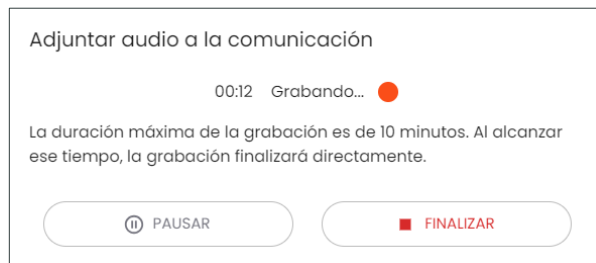 Adjuntar audio a la comunicación
00:12 Grabando...
La duración máxima de la grabación es de 10 minutos. Al alcanzar
ese tiempo, la grabación finalizará directamente.
PAUSAR FINALIZAR